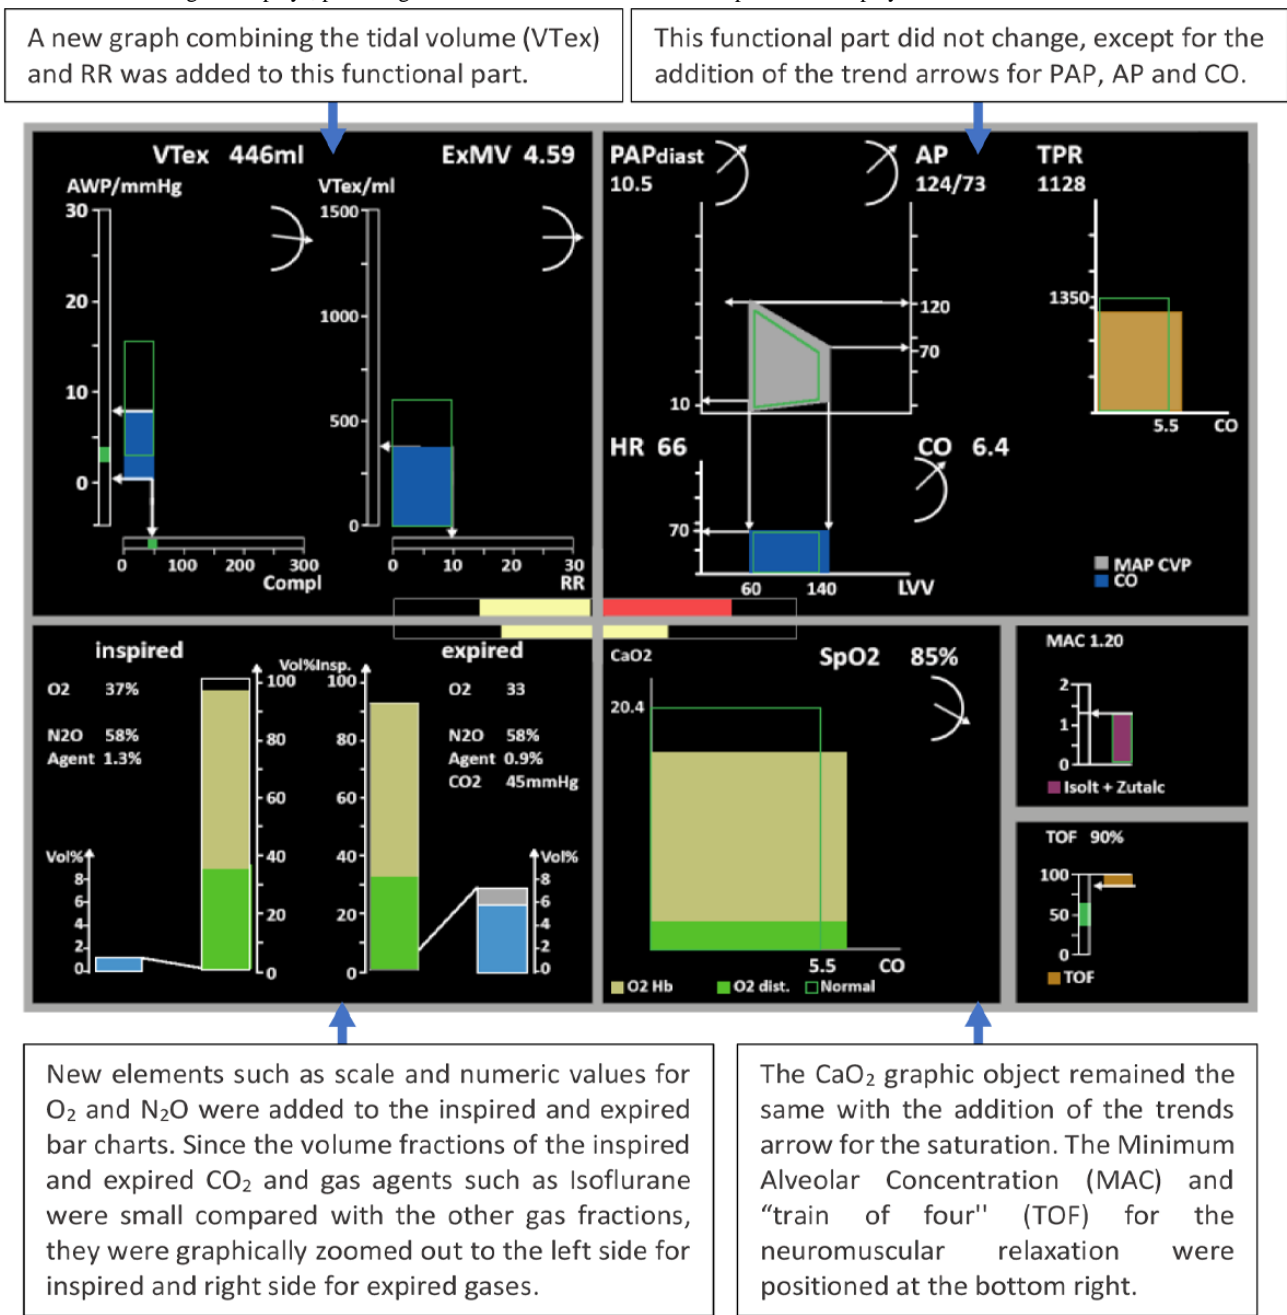 A new graph combining the tidal volume (VTex)
and RR was added to this functional part.
This functional part did not change, except for the
addition of the trend arrows for PAP, AP and CO.
VTex 446ml
ExMV 4.59
AWP/mmHg
VTex/ml
30
20
10
0
1500
1000
500
0
0 100 200 300
Compl
0 10 20 30
RR
PAPdiast
10.5
AP
124/73
TPR
1128
120
70
10
1350
5.5 CO
HR 66
CO 6.4
70
60 140 LVV
MAP CVP
CO
inspired
expired
Vol%Insp.
O2 37%
N2O 58%
Agent 1.3%
100
80
60
40
20
0
100
80
60
40
20
0
O2 33
N2O 58%
Agent 0.9%
CO2 45mmHg
Vol%
8
6
4
2
0
Vol%
8
6
4
2
0
CaO2
SpO2 85%
20.4
5.5 CO
O2 Hb O2 dist. Normal
MAC 1.20
2
1
0
Isolt + Zutalc
TOF 90%
100
50
0
TOF
New elements such as scale and numeric values for
O₂ and N₂O were added to the inspired and expired
bar charts. Since the volume fractions of the inspired
and expired CO₂ and gas agents such as Isoflurane
were small compared with the other gas fractions,
they were graphically zoomed out to the left side for
inspired and right side for expired gases.
The CaO₂ graphic object remained the
same with the addition of the trends
arrow for the saturation. The Minimum
Alveolar Concentration (MAC) and
“train of four'' (TOF) for the
neuromuscular relaxation were
positioned at the bottom right.